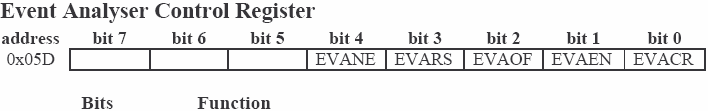 Event Analyser Control Register
address bit 7 bit 6 bit 5 bit 4 bit 3 bit 2 bit 1 bit 0
0x05D EVANE EVARS EVAOF EVAEN EVACR
Bits Function